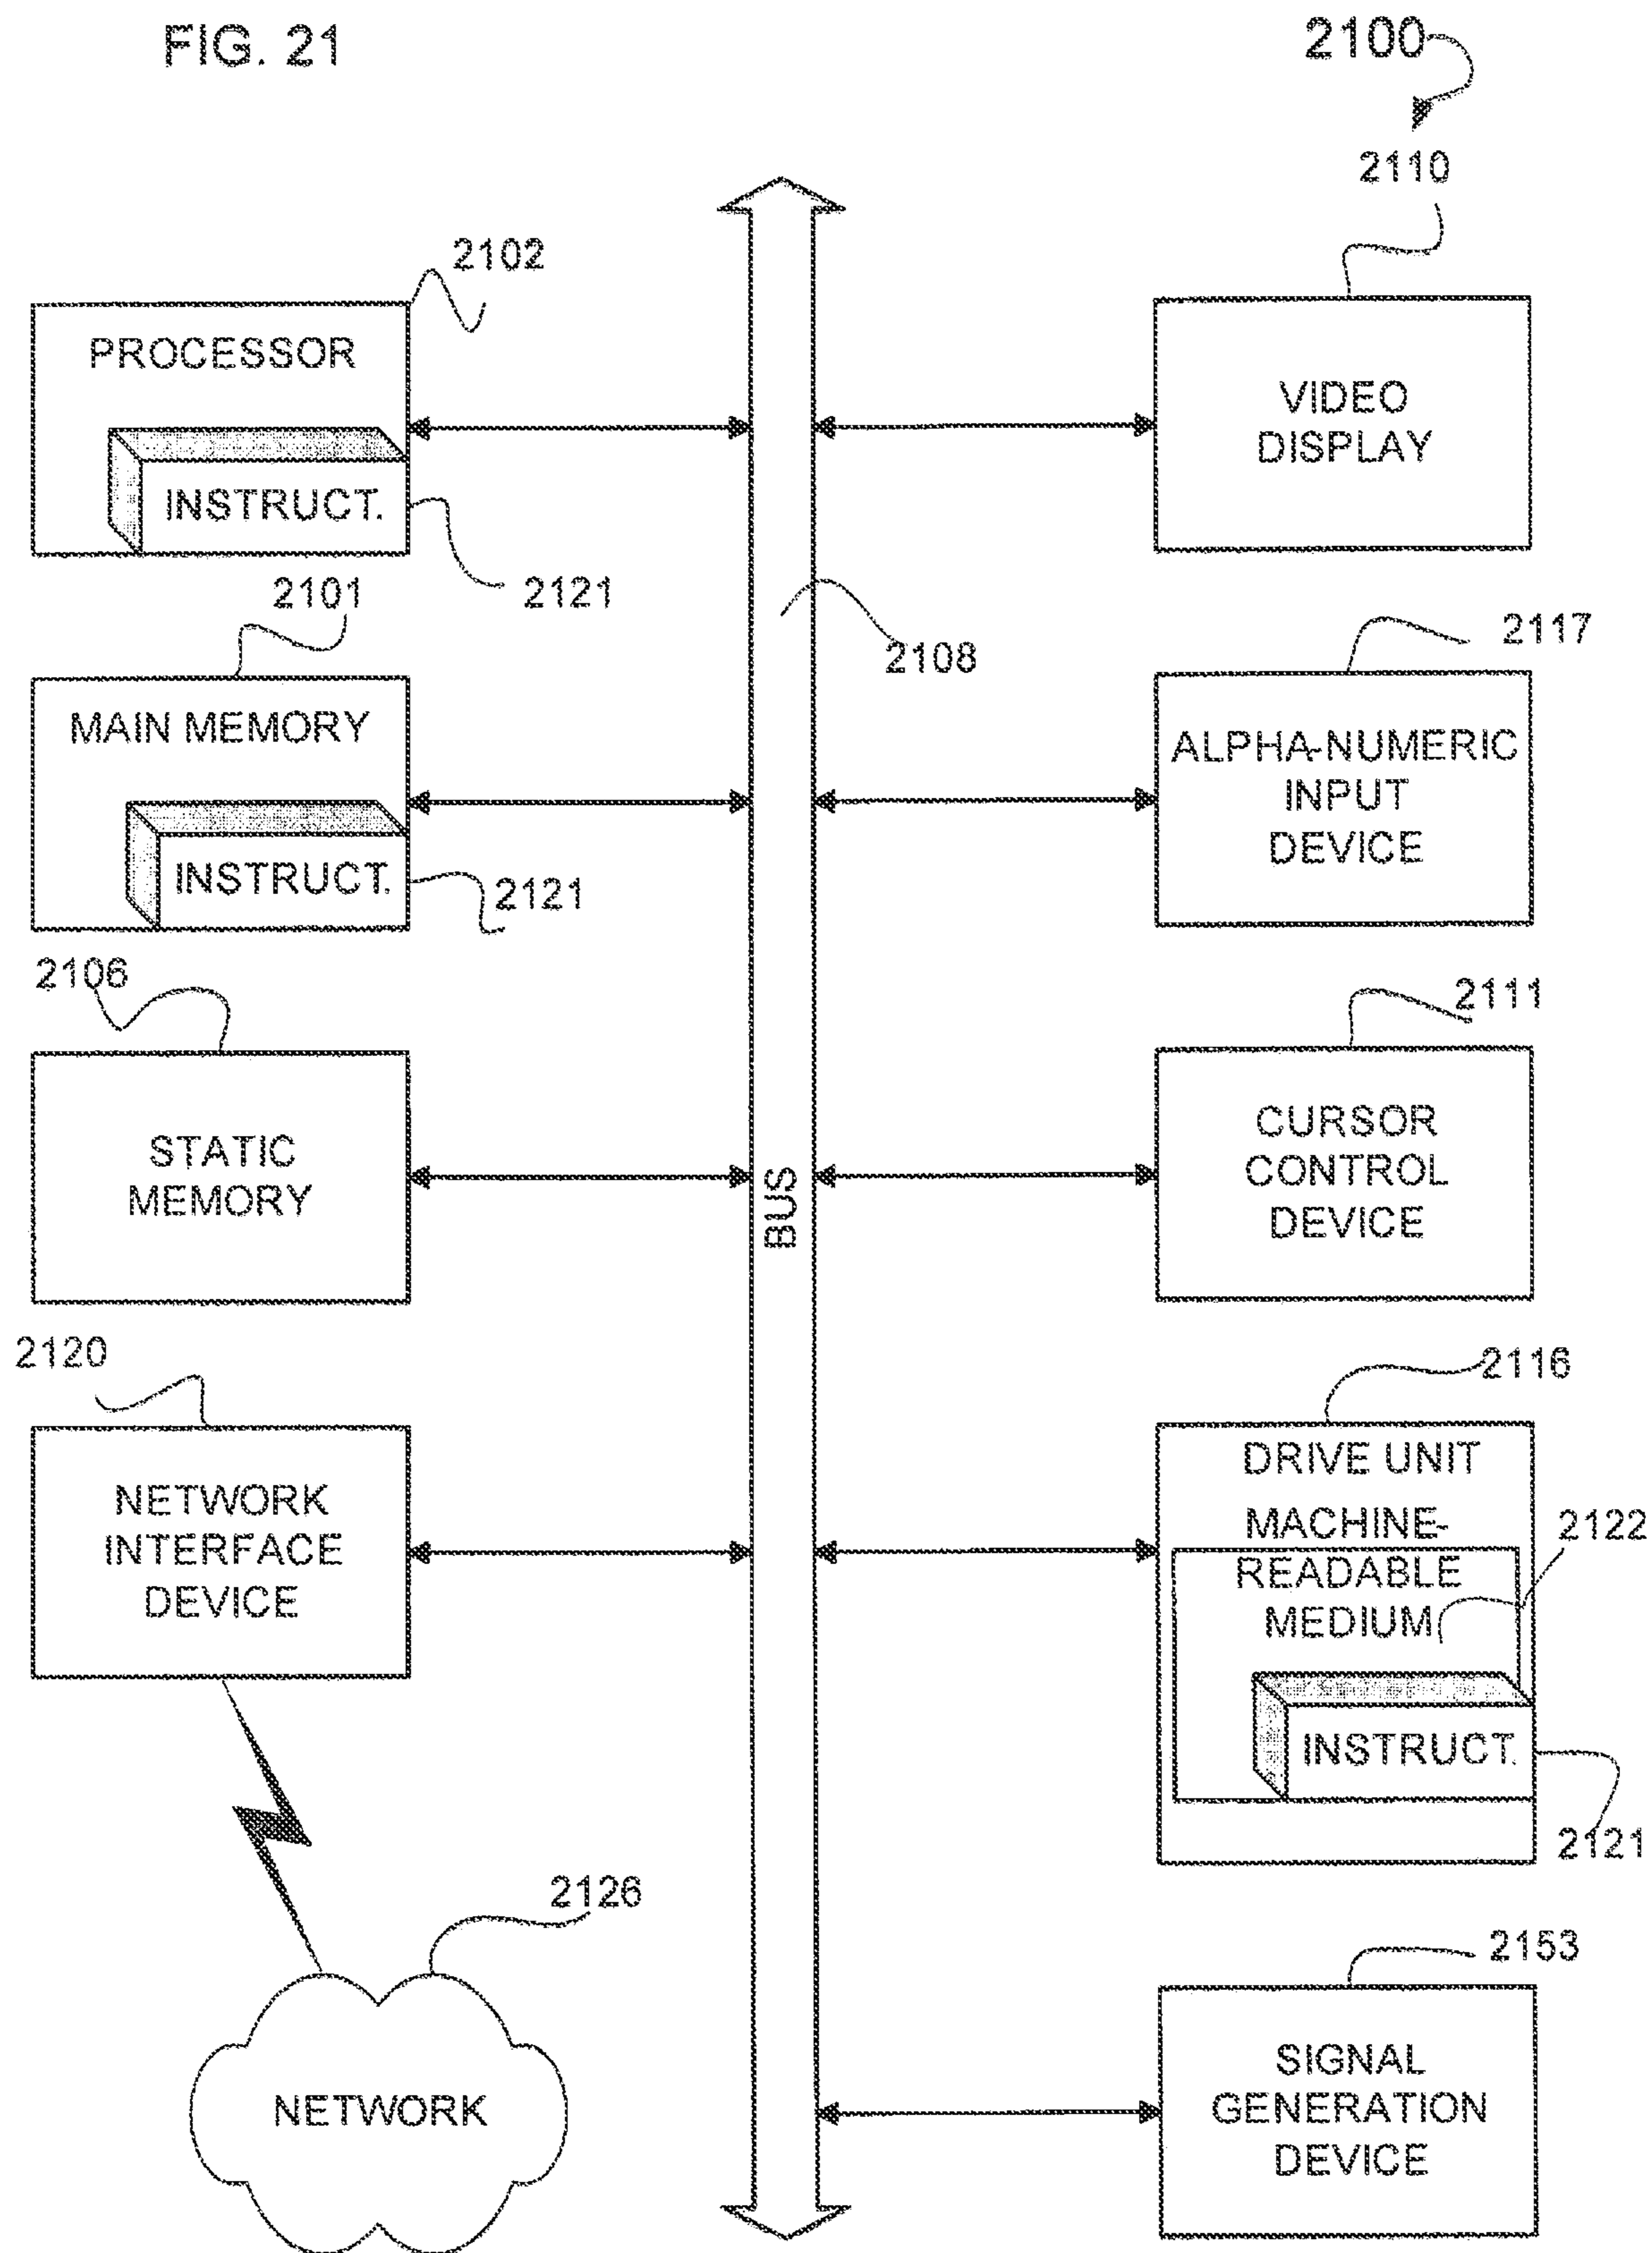 FIG. 21
2100
2110
2102
PROCESSOR
INSTRUCT.
2121
VIDEO
DISPLAY
2101
MAIN MEMORY
INSTRUCT.
2121
2108
2117
ALPHA-NUMERIC
INPUT
DEVICE
2106
STATIC
MEMORY
BUS
2111
CURSOR
CONTROL
DEVICE
2120
NETWORK
INTERFACE
DEVICE
2116
DRIVE UNIT
MACHINE-
READABLE
MEDIUM
2122
INSTRUCT.
2121
2126
NETWORK
2153
SIGNAL
GENERATION
DEVICE